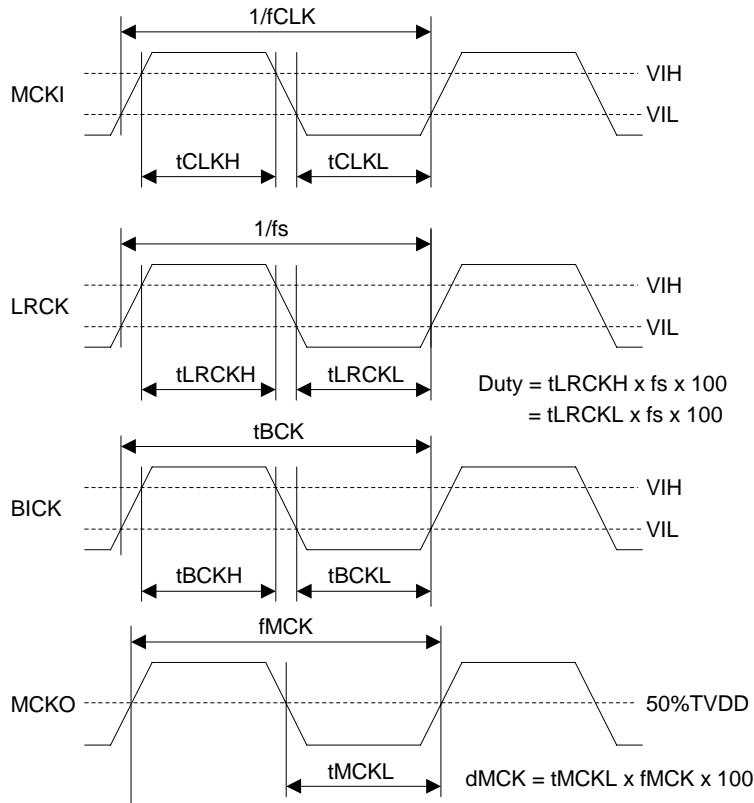 1/fCLK
VIH
MCKI
VIL
tCLKH tCLKL
1/fs
VIH
LRCK
VIL
tLRCKH tLRCKL
Duty = tLRCKH x fs x 100
= tLRCKL x fs x 100
tBCK
VIH
BICK
VIL
tBCKH tBCKL
fMCK
MCKO 50%TVDD
tMCKL dMCK = tMCKL x fMCK x 100